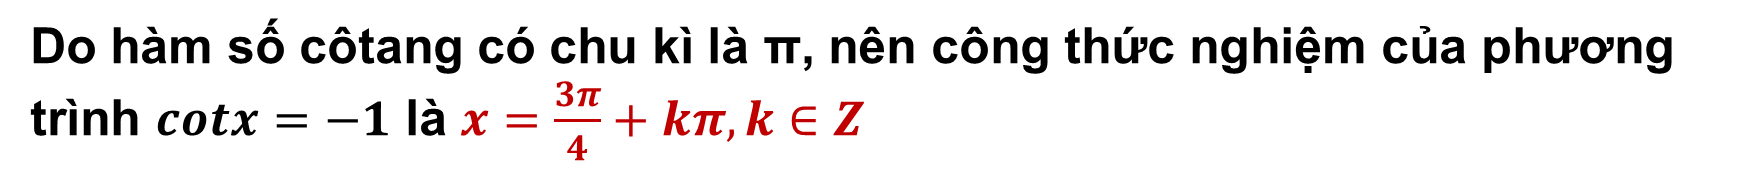 Do hàm số côtang có chu kì là π, nên công thức nghiệm của phương
trình cotx = −1 là x = 3π/4 + kπ, k ∈ Z